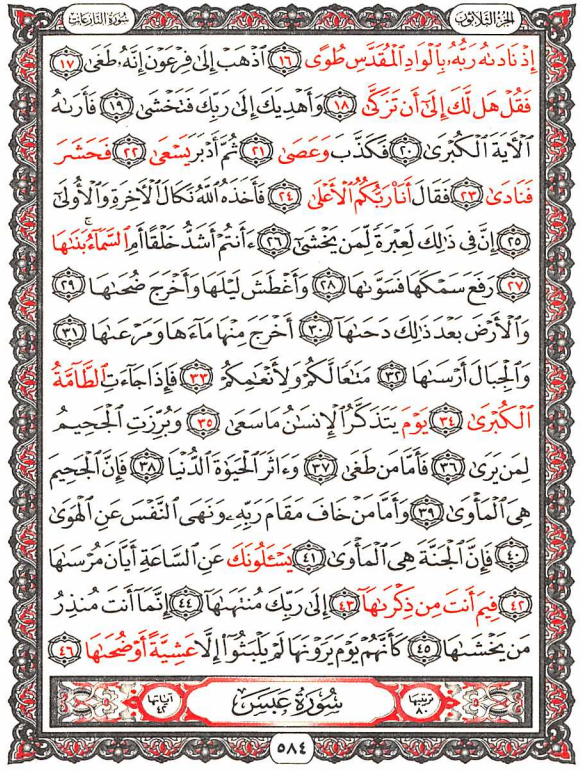 الجزء الثلاثون
سورة النازعات
إِذْ نَادَىٰهُ رَبُّهُۥ بِٱلْوَادِ ٱلْمُقَدَّسِ طُوًى ١٦ ٱذْهَبْ إِلَىٰ فِرْعَوْنَ إِنَّهُۥ طَغَىٰ ١٧
فَقُلْ هَل لَّكَ إِلَىٰٓ أَن تَزَكَّىٰ ١٨ وَأَهْدِيَكَ إِلَىٰ رَبِّكَ فَتَخْشَىٰ ١٩ فَأَرَىٰهُ
ٱلْءَايَةَ ٱلْكُبْرَىٰ ٢٠ فَكَذَّبَ وَعَصَىٰ ٢١ ثُمَّ أَدْبَرَ يَسْعَىٰ ٢٢ فَحَشَرَ
فَنَادَىٰ ٢٣ فَقَالَ أَنَا۠ رَبُّكُمُ ٱلْأَعْلَىٰ ٢٤ فَأَخَذَهُ ٱللَّهُ نَكَالَ ٱلْءَاخِرَةِ وَٱلْأُولَىٰٓ
٢٥ إِنَّ فِى ذَٰلِكَ لَعِبْرَةً لِّمَن يَخْشَىٰٓ ٢٦ ءَأَنتُمْ أَشَدُّ خَلْقًا أَمِ ٱلسَّمَآءُ ۚ بَنَىٰهَا
٢٧ رَفَعَ سَمْكَهَا فَسَوَّىٰهَا ٢٨ وَأَغْطَشَ لَيْلَهَا وَأَخْرَجَ ضُحَىٰهَا ٢٩
وَٱلْأَرْضَ بَعْدَ ذَٰلِكَ دَحَىٰهَآ ٣٠ أَخْرَجَ مِنْهَا مَآءَهَا وَمَرْعَىٰهَا ٣١
وَٱلْجِبَالَ أَرْسَىٰهَا ٣٢ مَتَٰعًا لَّكُمْ وَلِأَنْعَٰمِكُمْ ٣٣ فَإِذَا جَآءَتِ ٱلطَّآمَّةُ
ٱلْكُبْرَىٰ ٣٤ يَوْمَ يَتَذَكَّرُ ٱلْإِنسَٰنُ مَا سَعَىٰ ٣٥ وَبُرِّزَتِ ٱلْجَحِيمُ
لِمَن يَرَىٰ ٣٦ فَأَمَّا مَن طَغَىٰ ٣٧ وَءَاثَرَ ٱلْحَيَوٰةَ ٱلدُّنْيَا ٣٨ فَإِنَّ ٱلْجَحِيمَ
هِىَ ٱلْمَأْوَىٰ ٣٩ وَأَمَّا مَنْ خَافَ مَقَامَ رَبِّهِۦ وَنَهَى ٱلنَّفْسَ عَنِ ٱلْهَوَىٰ
٤٠ فَإِنَّ ٱلْجَنَّةَ هِىَ ٱلْمَأْوَىٰ ٤١ يَسْـَٔلُونَكَ عَنِ ٱلسَّاعَةِ أَيَّانَ مُرْسَىٰهَا
٤٢ فِيمَ أَنتَ مِن ذِكْرَىٰهَآ ٤٣ إِلَىٰ رَبِّكَ مُنتَهَىٰهَآ ٤٤ إِنَّمَآ أَنتَ مُنذِرُ
مَن يَخْشَىٰهَا ٤٥ كَأَنَّهُمْ يَوْمَ يَرَوْنَهَا لَمْ يَلْبَثُوٓا۟ إِلَّا عَشِيَّةً أَوْ ضُحَىٰهَا ٤٦
ترتيبها ٨٠
سُورَةُ عَبَسَ
آياتها ٤٢
٥٨٤